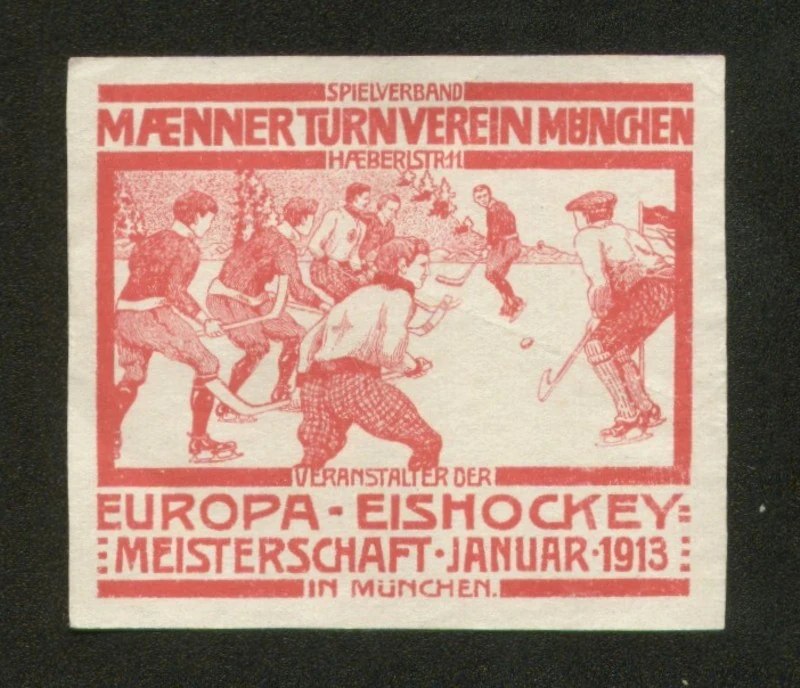 SPIELVERBAND
MÆNNER TURNVEREIN MÜNCHEN
HÆBERLSTR 11
VERANSTALTER DER
EUROPA - EISHOCKEY=
MEISTERSCHAFT · JANUAR · 1913
IN MÜNCHEN.